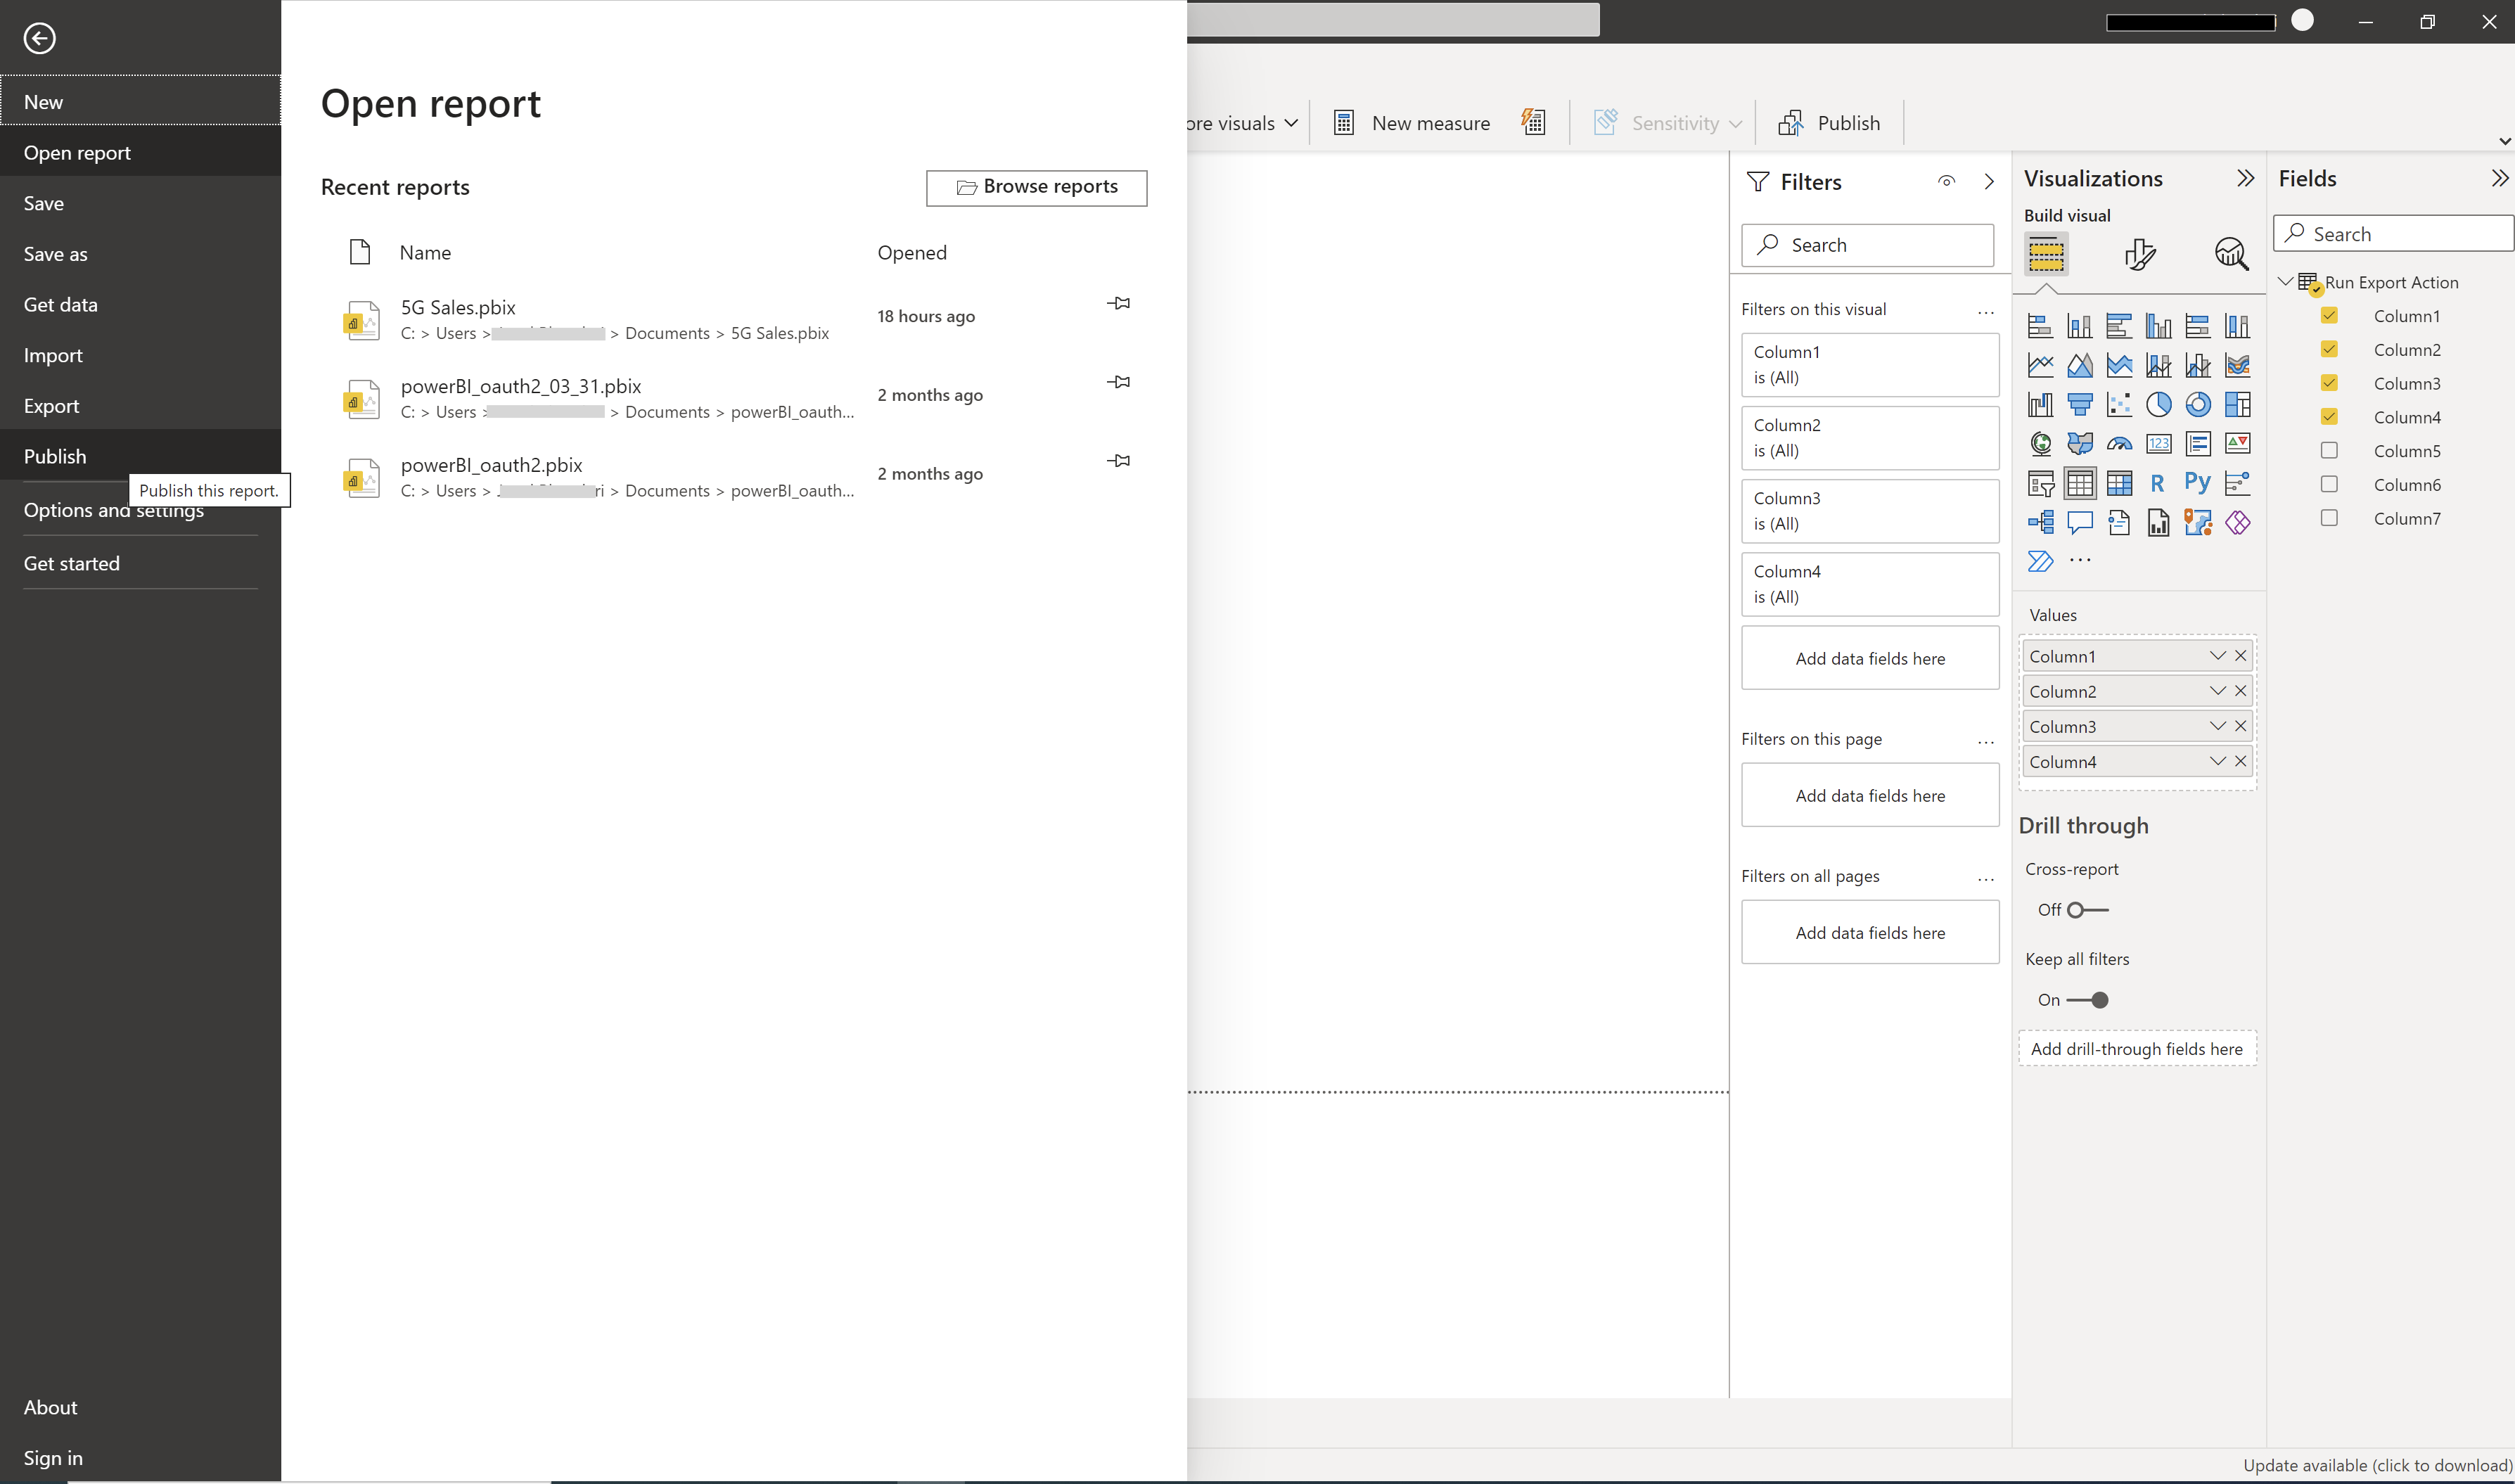 New
Open report
Save
Save as
Get data
Import
Export
Publish
Publish this report.
Options and settings
Get started
About
Sign in
Open report
Recent reports
Browse reports
Name Opened
5G Sales.pbix
C: > Users > > Documents > 5G Sales.pbix
18 hours ago
powerBI_oauth2_03_31.pbix
C: > Users > > Documents > powerBI_oauth...
2 months ago
powerBI_oauth2.pbix
C: > Users > > Documents > powerBI_oauth...
2 months ago
ore visuals
New measure
Sensitivity
Publish
Filters
Search
Filters on this visual ...
Column1
is (All)
Column2
is (All)
Column3
is (All)
Column4
is (All)
Add data fields here
Filters on this page ...
Add data fields here
Filters on all pages ...
Add data fields here
Visualizations
Build visual
123
R Py
...
Values
Column1
Column2
Column3
Column4
Drill through
Cross-report
Off
Keep all filters
On
Add drill-through fields here
Fields
Search
Run Export Action
Column1
Column2
Column3
Column4
Column5
Column6
Column7
Update available (click to download)